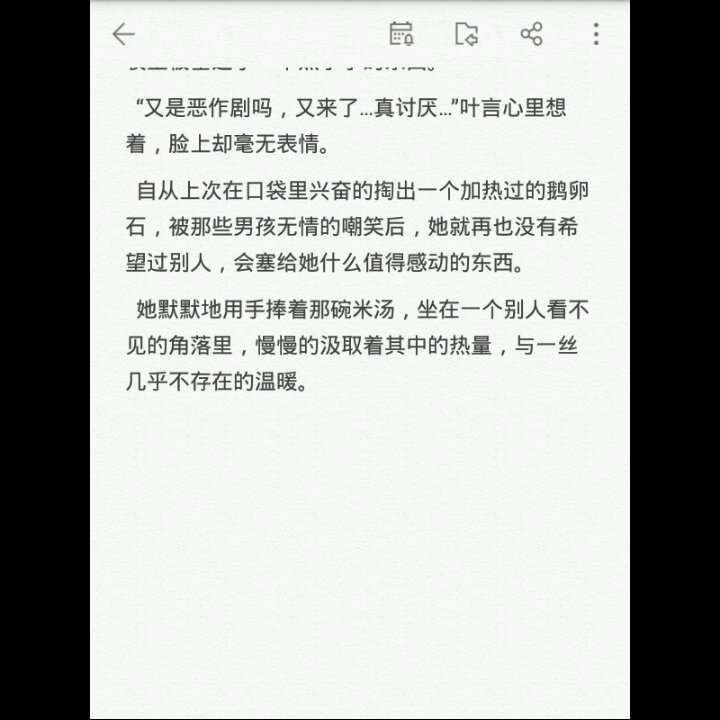 “又是恶作剧吗，又来了...真讨厌...”叶言心里想
着，脸上却毫无表情。
自从上次在口袋里兴奋的掏出一个加热过的鹅卵
石，被那些男孩无情的嘲笑后，她就再也没有希
望过别人，会塞给她什么值得感动的东西。
她默默地用手捧着那碗米汤，坐在一个别人看不
见的角落里，慢慢的汲取着其中的热量，与一丝
几乎不存在的温暖。